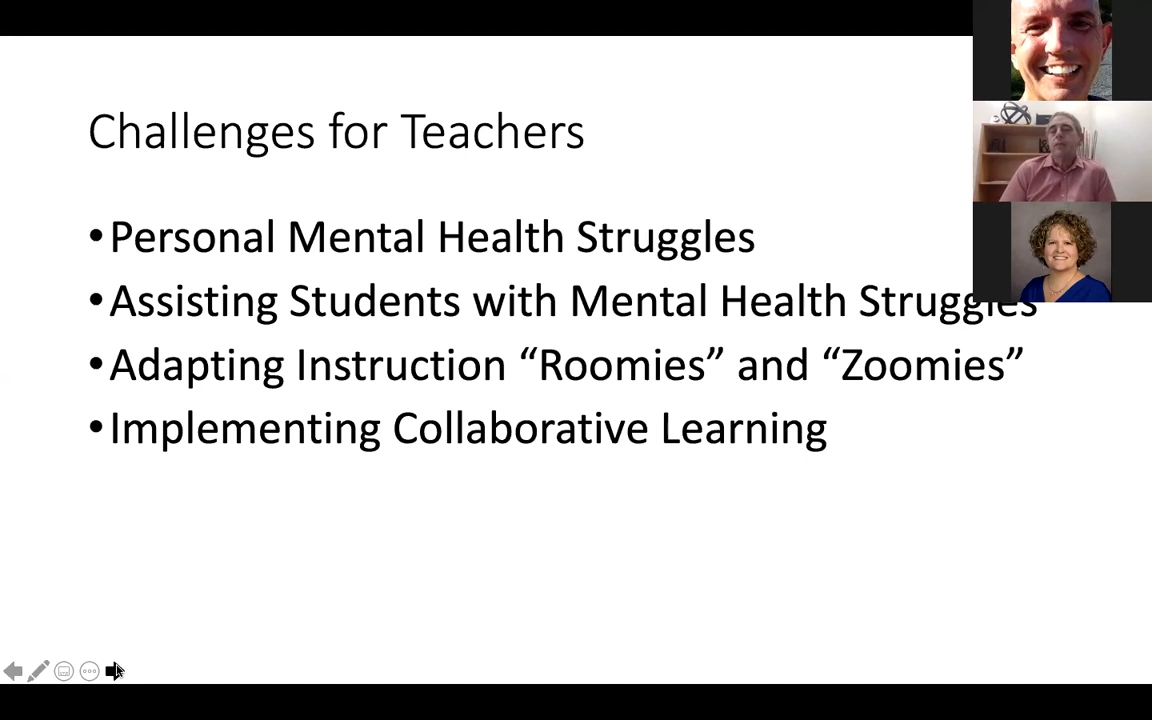 Challenges for Teachers
•Personal Mental Health Struggles
•Assisting Students with Mental Health Struggles
•Adapting Instruction “Roomies” and “Zoomies”
•Implementing Collaborative Learning